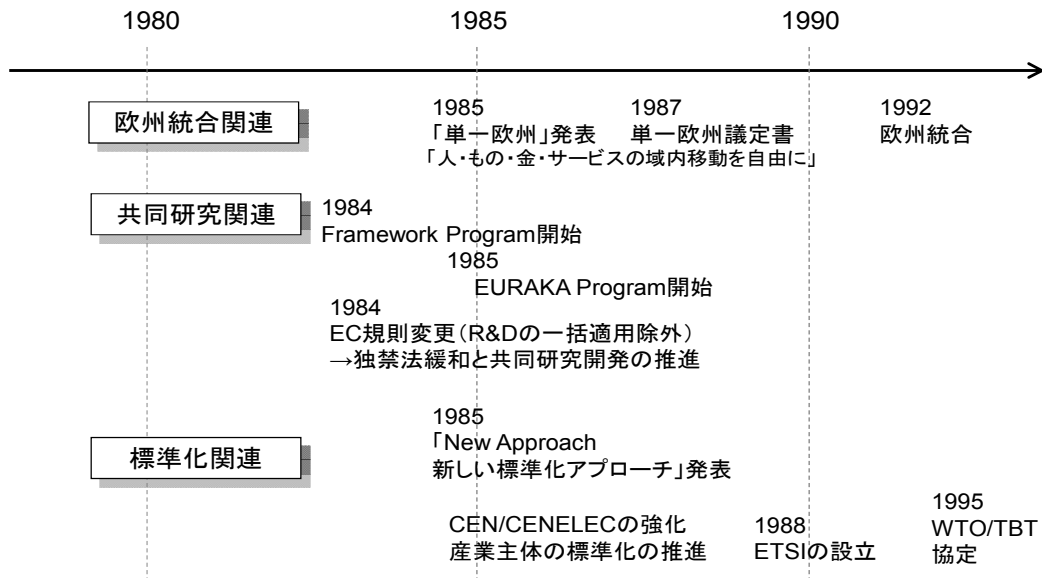 1980
1985
1990
欧州統合関連
1985
「単一欧州」発表
「人・もの・金・サービスの域内移動を自由に」
1987
単一欧州議定書
1992
欧州統合
共同研究関連
1984
Framework Program開始
1985
EURAKA Program開始
1984
EC規則変更(R&Dの一括適用除外)
→独禁法緩和と共同研究開発の推進
標準化関連
1985
「New Approach
新しい標準化アプローチ」発表
CEN/CENELECの強化
産業主体の標準化の推進
1988
ETSIの設立
1995
WTO/TBT
協定